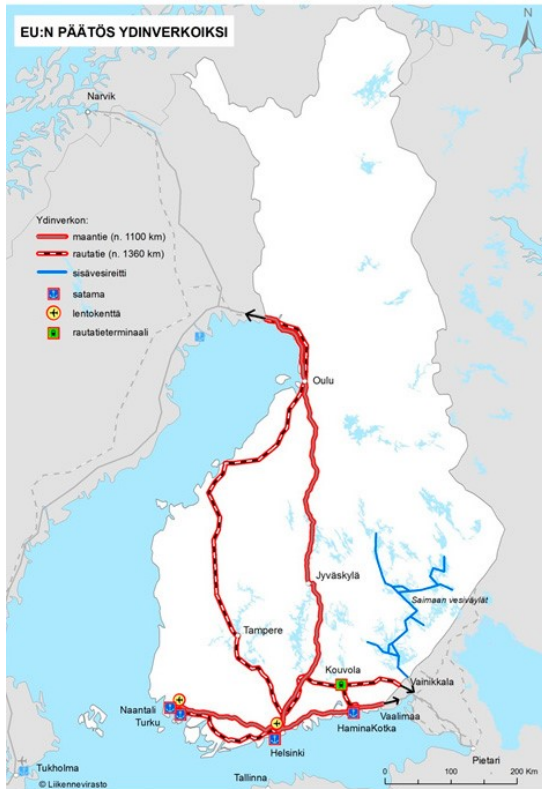 EU:N PÄÄTÖS YDINVERKOIKSI
N
Narvik
Ydinverkon:
maantie (n. 1100 km)
rautatie (n. 1360 km)
sisävesireitti
satama
lentokenttä
rautatieterminaali
Oulu
Jyväskylä
Saimaan vesiväylät
Tampere
Kouvola
Vainikkala
Naantali
Turku
HaminaKotka
Vaalimaa
Helsinki
Pietari
Tukholma
Tallinna
0 100 200 Km
© Liikennevirasto